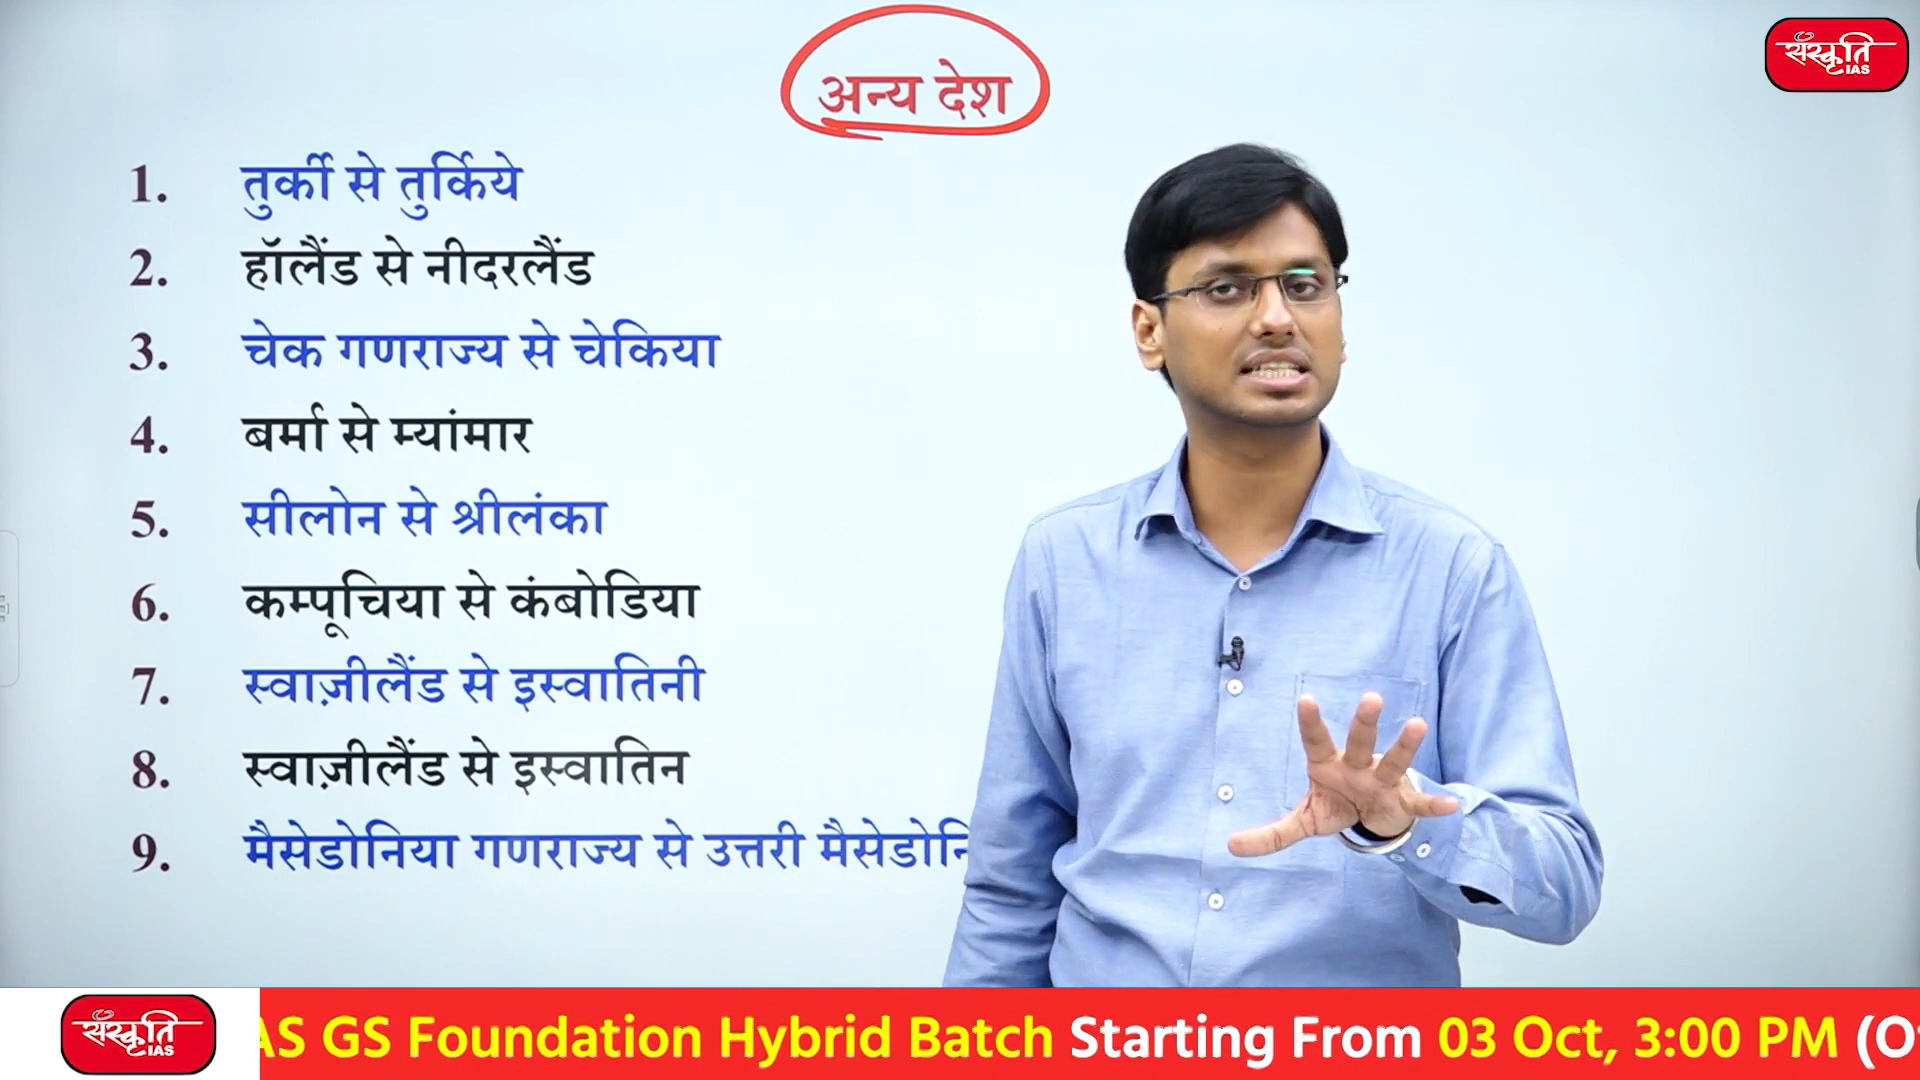 अन्य देश
संस्कृति
IAS
1. तुर्की से तुर्किये
2. हॉलैंड से नीदरलैंड
3. चेक गणराज्य से चेकिया
4. बर्मा से म्यांमार
5. सीलोन से श्रीलंका
6. कम्पूचिया से कंबोडिया
7. स्वाज़ीलैंड से इस्वातिनी
8. स्वाज़ीलैंड से इस्वातिन
9. मैसेडोनिया गणराज्य से उत्तरी
संस्कृति
IAS
GS Foundation Hybrid Batch Starting From 03 Oct, 3:00 PM